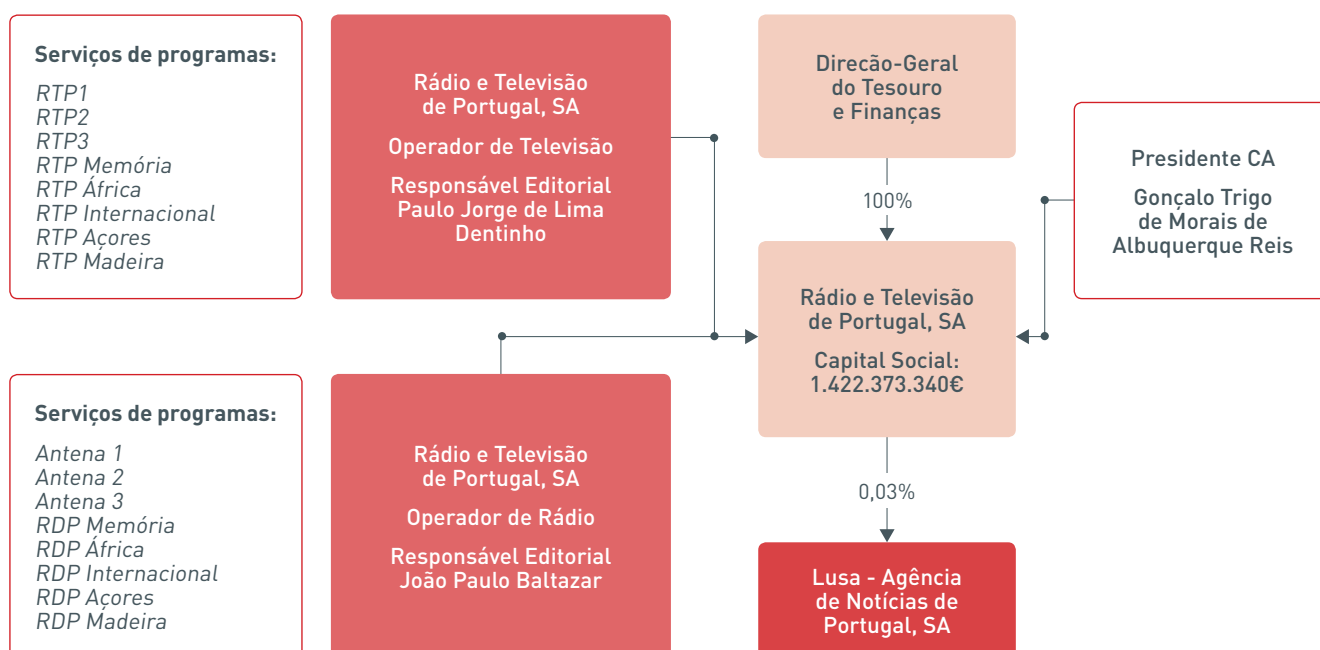 Serviços de programas:
RTP1
RTP2
RTP3
RTP Memória
RTP África
RTP Internacional
RTP Açores
RTP Madeira
Rádio e Televisão
de Portugal, SA
Operador de Televisão
Responsável Editorial
Paulo Jorge de Lima
Dentinho
Direcão-Geral
do Tesouro
e Finanças
100%
Presidente CA
Gonçalo Trigo
de Morais de
Albuquerque Reis
Rádio e Televisão
de Portugal, SA
Capital Social:
1.422.373.340€
Serviços de programas:
Antena 1
Antena 2
Antena 3
RDP Memória
RDP África
RDP Internacional
RDP Açores
RDP Madeira
Rádio e Televisão
de Portugal, SA
Operador de Rádio
Responsável Editorial
João Paulo Baltazar
0,03%
Lusa - Agência
de Notícias de
Portugal, SA